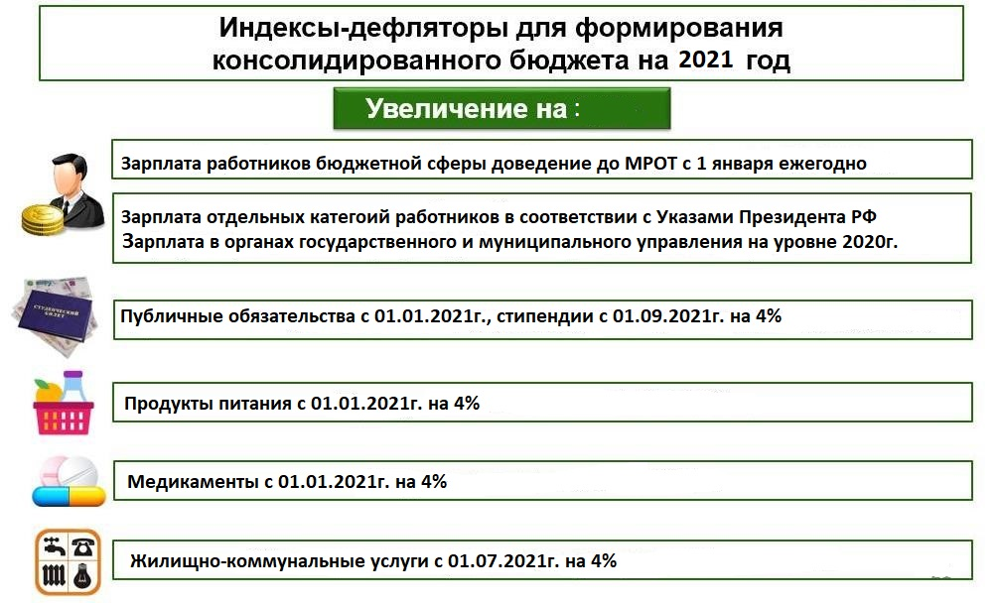 Индексы-дефляторы для формирования
консолидированного бюджета на 2021 год
Увеличение на :
Зарплата работников бюджетной сферы доведение до МРОТ с 1 января ежегодно
Зарплата отдельных категоий работников в соответствии с Указами Президента РФ
Зарплата в органах государственного и муниципального управления на уровне 2020г.
СТУДЕНЧЕСКИЙ
БИЛЕТ
Публичные обязательства с 01.01.2021г., стипендии с 01.09.2021г. на 4%
Продукты питания с 01.01.2021г. на 4%
Медикаменты с 01.01.2021г. на 4%
Жилищно-коммунальные услуги с 01.07.2021г. на 4%